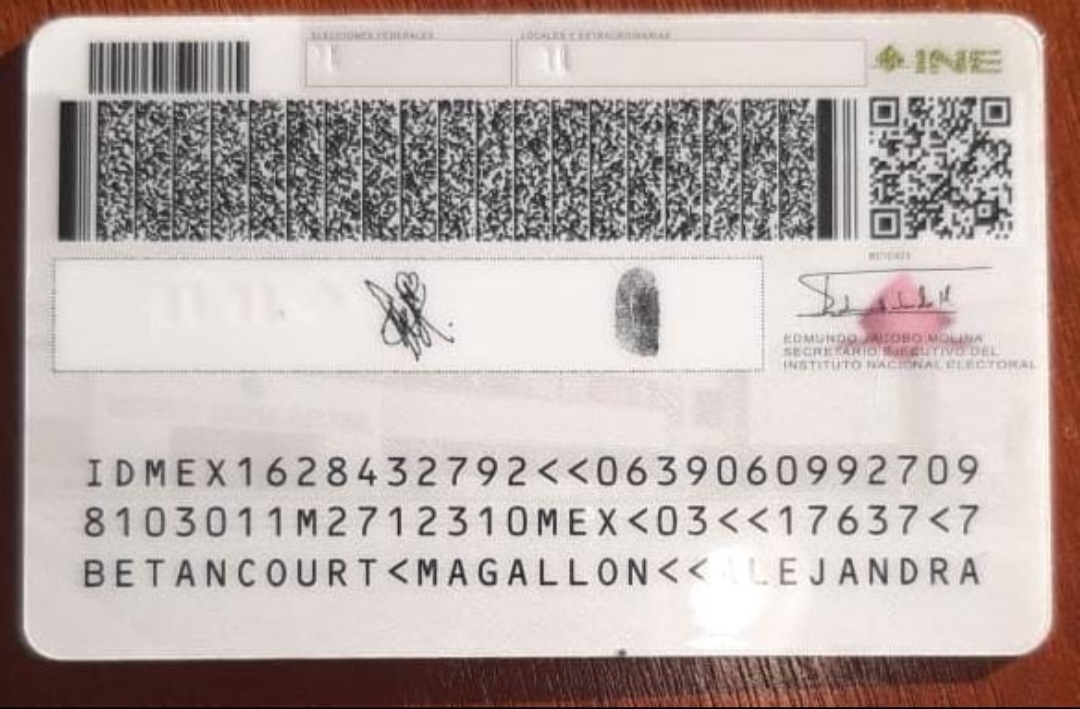 ELECCIONES FEDERALES
LOCALES Y EXTRAORDINARIAS
INE
EDMUNDO JACOBO MOLINA
SECRETARIO EJECUTIVO DEL
INSTITUTO NACIONAL ELECTORAL
IDMEX1628432792<<0639060992709
8103011M2712310MEX<03<<17637<7
BETANCOURT<MAGALLON<<ALEJANDRA